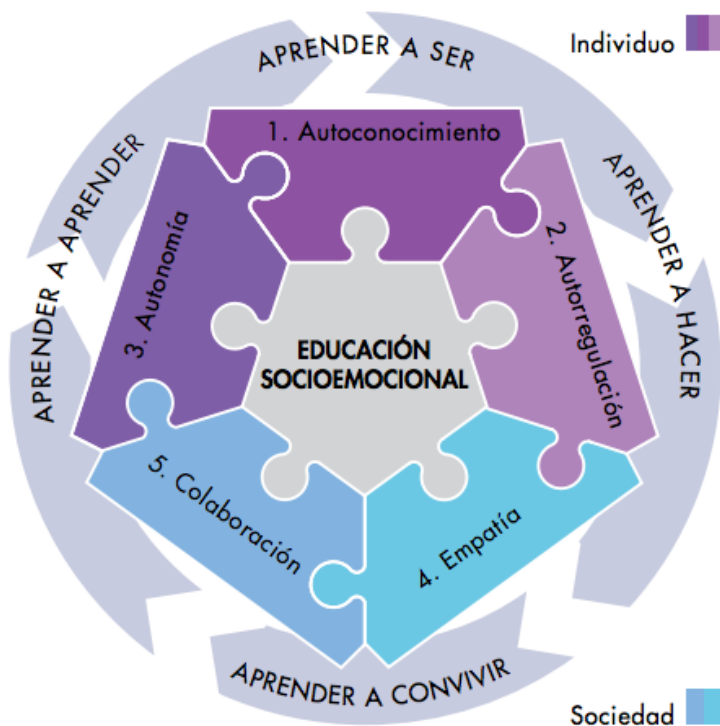 APRENDER A SER
Individuo
1. Autoconocimiento
APRENDER A APRENDER
APRENDER A HACER
3. Autonomía
2. Autorregulación
EDUCACIÓN
SOCIOEMOCIONAL
5. Colaboración
4. Empatía
APRENDER A CONVIVIR
Sociedad